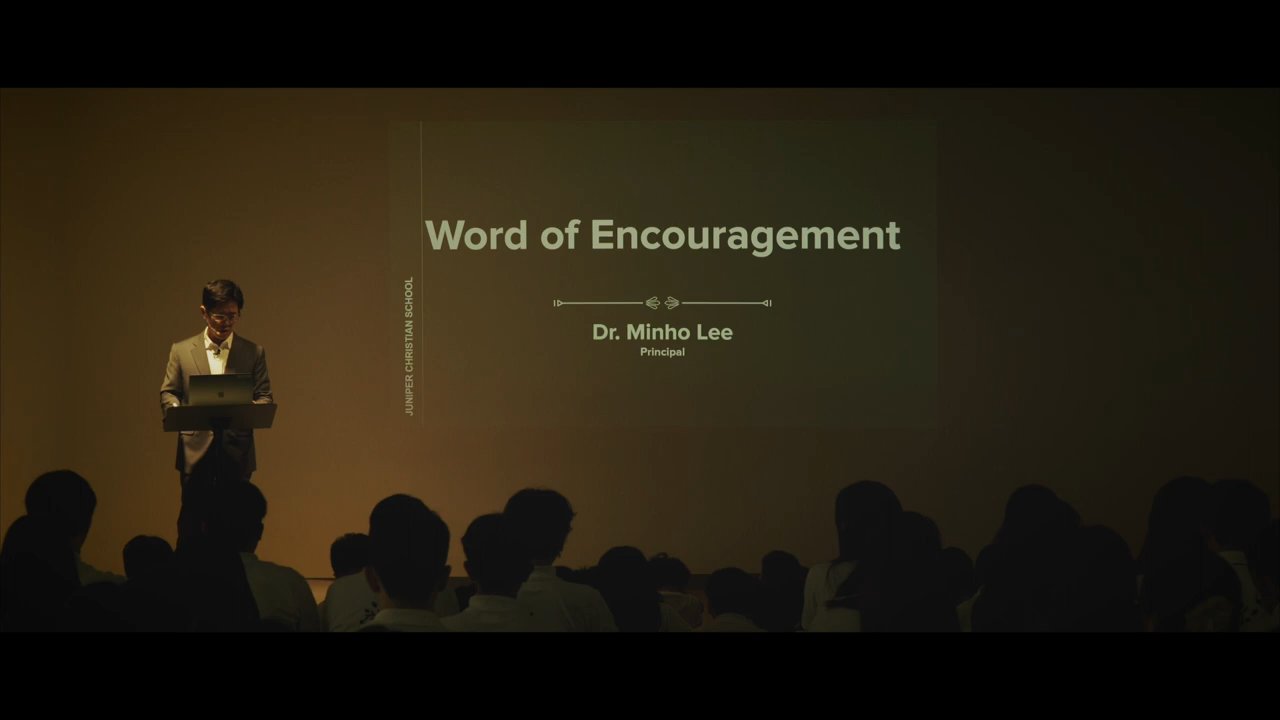 Word of Encouragement
Dr. Minho Lee
Principal
JUNIPER CHRISTIAN SCHOOL